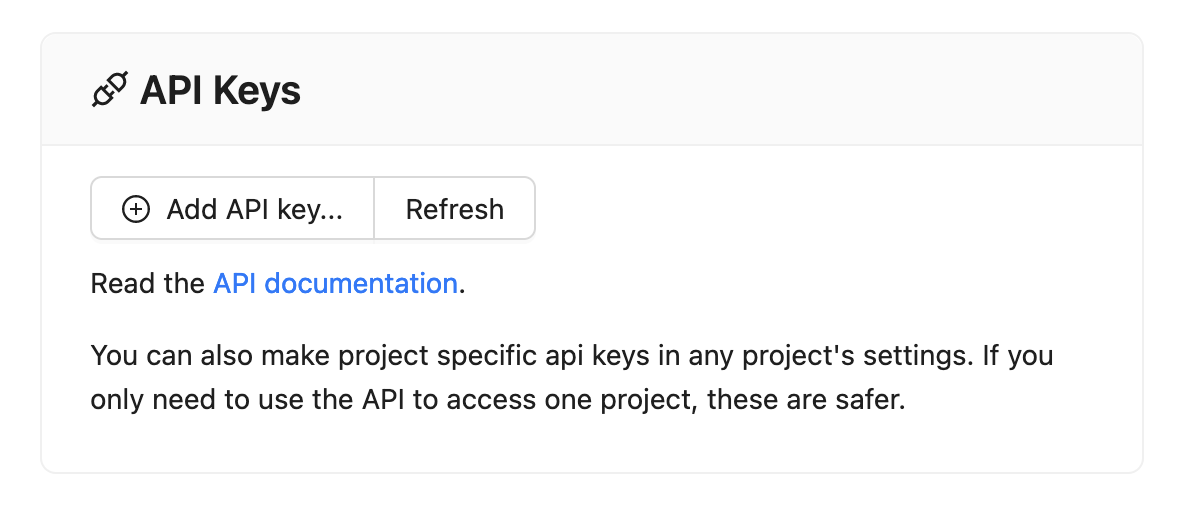 API Keys
Add API key...
Refresh
Read the API documentation.
You can also make project specific api keys in any project's settings. If you
only need to use the API to access one project, these are safer.